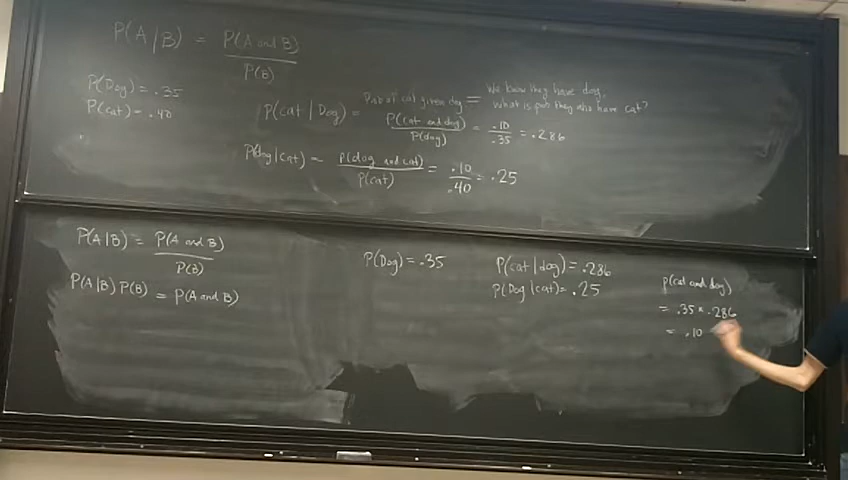 P(A|B) = P(A and B) / P(B)
P(Dog) = .35
P(cat) = .40
P(cat | Dog) = Prob of cat given dog = We know they have dog,
what is prob they also have cat?
P(cat and dog) / P(dog) = .10 / .35 = .286
P(dog|cat) = P(dog and cat) / P(cat) = .10 / .40 = .25
P(A|B) = P(A and B) / P(B)
P(A|B) P(B) = P(A and B)
P(Dog) = .35
P(cat | dog) = .286
P(Dog | cat) = .25
P(cat and dog)
= .35 * .286
= .10